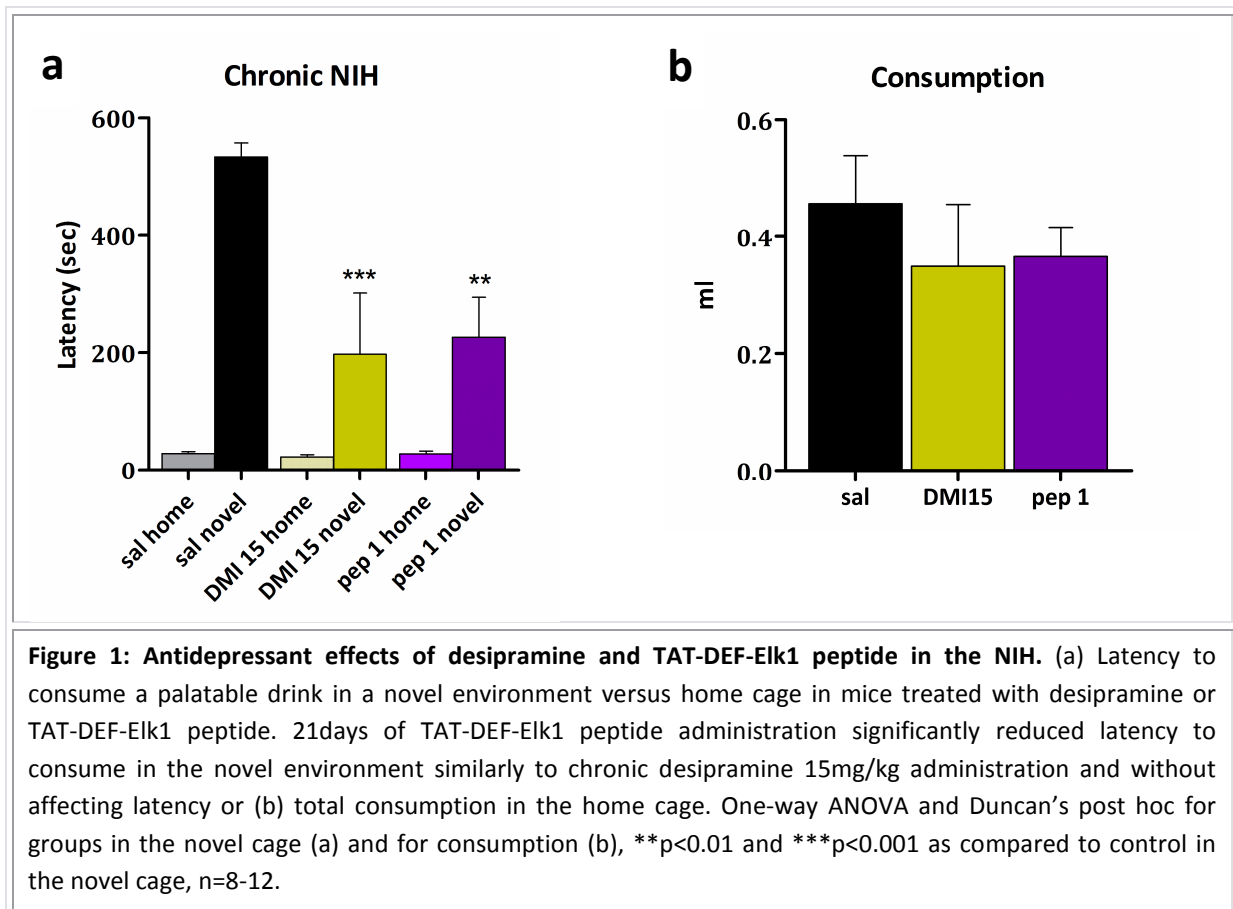 a
Chronic NIH
600
400
200
0
Latency (sec)
***
**
sal home
sal novel
DMI 15 home
DMI 15 novel
pep 1 home
pep 1 novel
b
Consumption
0.6
0.4
0.2
0.0
ml
sal DMI15 pep 1
Figure 1: Antidepressant effects of desipramine and TAT-DEF-Elk1 peptide in the NIH. (a) Latency to
consume a palatable drink in a novel environment versus home cage in mice treated with desipramine or
TAT-DEF-Elk1 peptide. 21days of TAT-DEF-Elk1 peptide administration significantly reduced latency to
consume in the novel environment similarly to chronic desipramine 15mg/kg administration and without
affecting latency or (b) total consumption in the home cage. One-way ANOVA and Duncan’s post hoc for
groups in the novel cage (a) and for consumption (b), **p<0.01 and ***p<0.001 as compared to control in
the novel cage, n=8-12.